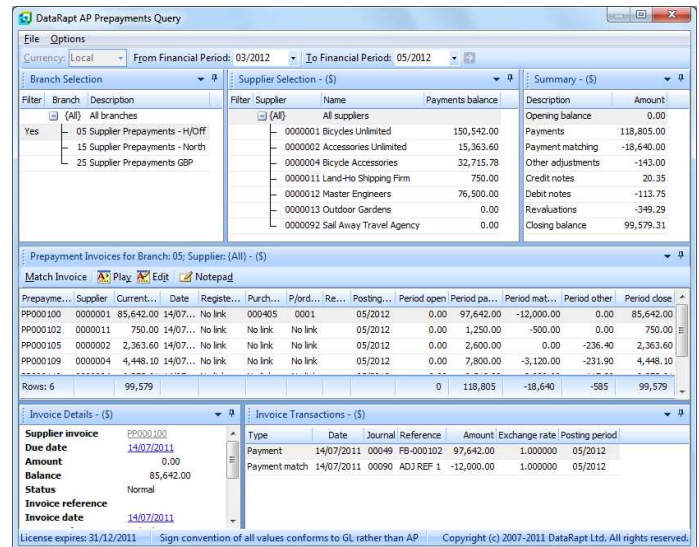 DataRapt AP Prepayments Query
File Options
Currency: Local From Financial Period: 03/2012 To Financial Period: 05/2012
Branch Selection
Filter Branch Description
{All} All branches
Yes 05 Supplier Prepayments - H/Off
15 Supplier Prepayments - North
25 Supplier Prepayments GBP
Supplier Selection - ($)
Filter Supplier Name Payments balance
{All} All suppliers
0000001 Bicycles Unlimited 150,542.00
0000002 Accessories Unlimited 15,363.60
0000004 Bicycle Accessories 32,715.78
0000011 Land-Ho Shipping Firm 750.00
0000012 Master Engineers 76,500.00
0000013 Outdoor Gardens 0.00
0000092 Sail Away Travel Agency 0.00
Summary - ($)
Description Amount
Opening balance 0.00
Payments 118,805.00
Payment matching -18,640.00
Other adjustments -143.00
Credit notes 20.35
Debit notes -113.75
Revaluations -349.29
Closing balance 99,579.31
Prepayment Invoices for Branch: 05; Supplier: {All} - ($)
Match Invoice Play Edit Notepad
Prepayme... Supplier Current... Date Registe... Purch... P/ord... Re... Posting... Period open Period pa... Period mat... Period other Period close
PP000100 0000001 85,642.00 14/07... No link 000405 0001 05/2012 0.00 97,642.00 -12,000.00 0.00 85,642.00
PP000102 0000011 750.00 14/07... No link No link No link 05/2012 0.00 1,250.00 -500.00 0.00 750.00
PP000105 0000002 2,363.60 14/07... No link No link No link 05/2012 0.00 2,600.00 0.00 -236.40 2,363.60
PP000109 0000004 4,448.10 14/07... No link No link No link 05/2012 0.00 7,800.00 -3,120.00 -231.90 4,448.10
Rows: 6 99,579 0 118,805 -18,640 -585 99,579
Invoice Details - ($)
Supplier invoice PP000100
Due date 14/07/2011
Amount 0.00
Balance 85,642.00
Status Normal
Invoice reference
Invoice date 14/07/2011
Invoice Transactions - ($)
Type Date Journal Reference Amount Exchange rate Posting period
Payment 14/07/2011 00049 FB-000102 97,642.00 1.000000 05/2012
Payment match 14/07/2011 00090 ADJ REF 1 -12,000.00 1.000000 05/2012
License expires: 31/12/2011 Sign convention of all values conforms to GL rather than AP Copyright (c) 2007-2011 DataRapt Ltd. All rights reserved.